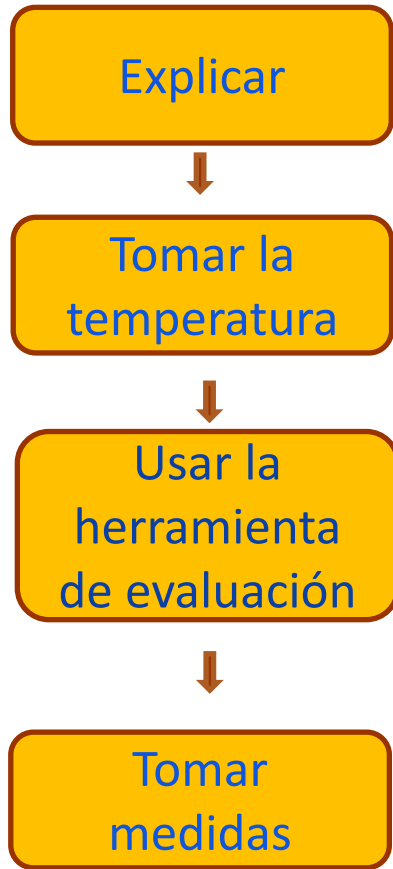 Explicar
Tomar la
temperatura
Usar la
herramienta
de evaluación
Tomar
medidas